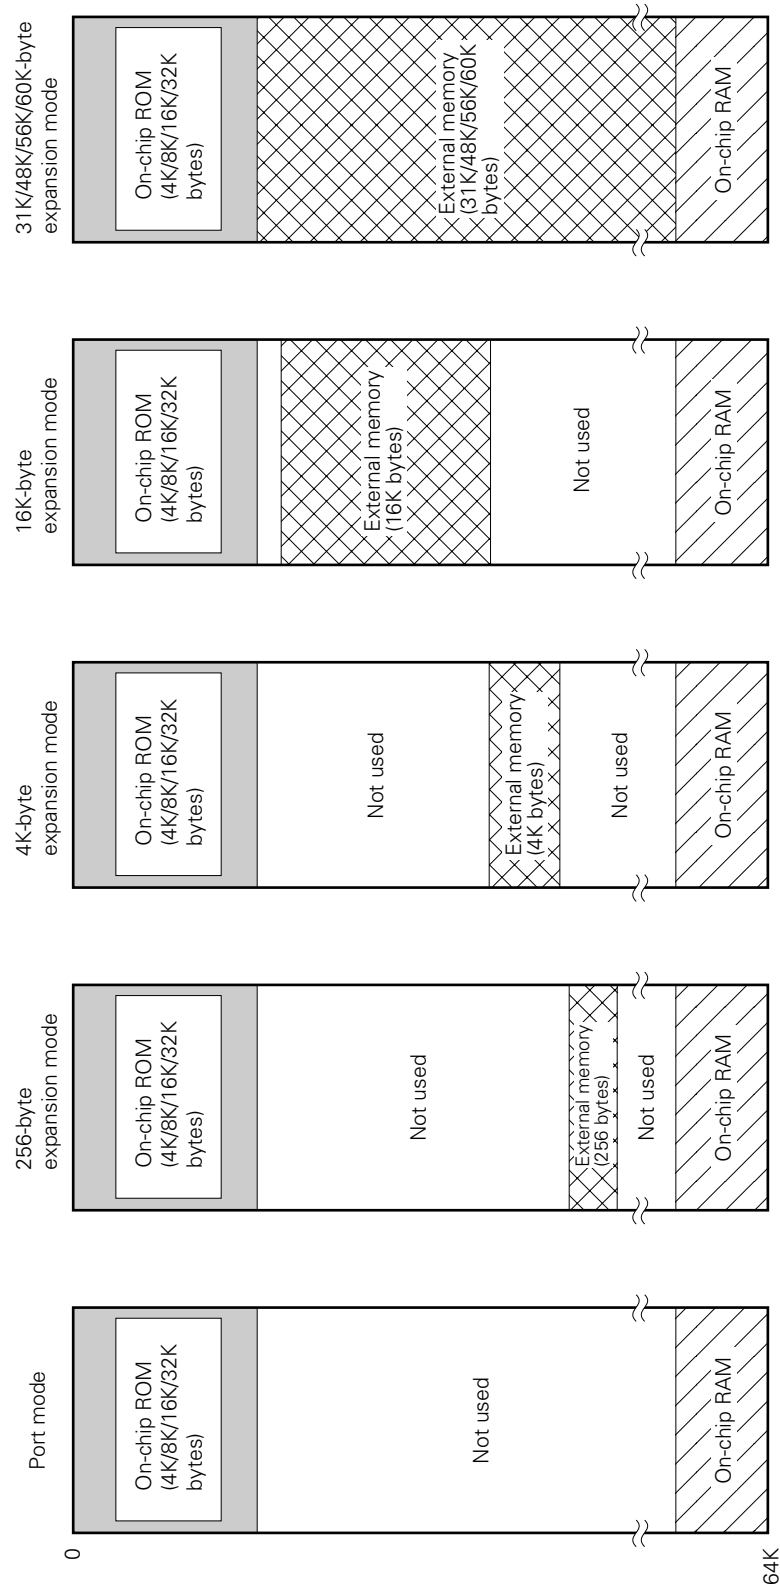 0
64K
Port mode
On-chip ROM
(4K/8K/16K/32K
bytes)
Not used
On-chip RAM
256-byte
expansion mode
On-chip ROM
(4K/8K/16K/32K
bytes)
Not used
External memory
(256 bytes)
Not used
On-chip RAM
4K-byte
expansion mode
On-chip ROM
(4K/8K/16K/32K
bytes)
Not used
External memory
(4K bytes)
Not used
On-chip RAM
16K-byte
expansion mode
On-chip ROM
(4K/8K/16K/32K
bytes)
External memory
(16K bytes)
Not used
On-chip RAM
31K/48K/56K/60K-byte
expansion mode
On-chip ROM
(4K/8K/16K/32K
bytes)
External memory
(31K/48K/56K/60K
bytes)
On-chip RAM